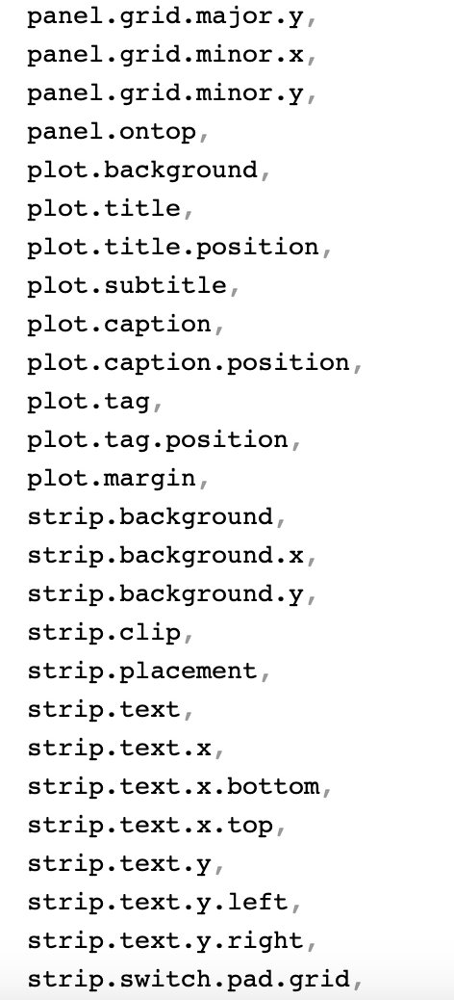 panel.grid.major.y,
panel.grid.minor.x,
panel.grid.minor.y,
panel.ontop,
plot.background,
plot.title,
plot.title.position,
plot.subtitle,
plot.caption,
plot.caption.position,
plot.tag,
plot.tag.position,
plot.margin,
strip.background,
strip.background.x,
strip.background.y,
strip.clip,
strip.placement,
strip.text,
strip.text.x,
strip.text.x.bottom,
strip.text.x.top,
strip.text.y,
strip.text.y.left,
strip.text.y.right,
strip.switch.pad.grid,